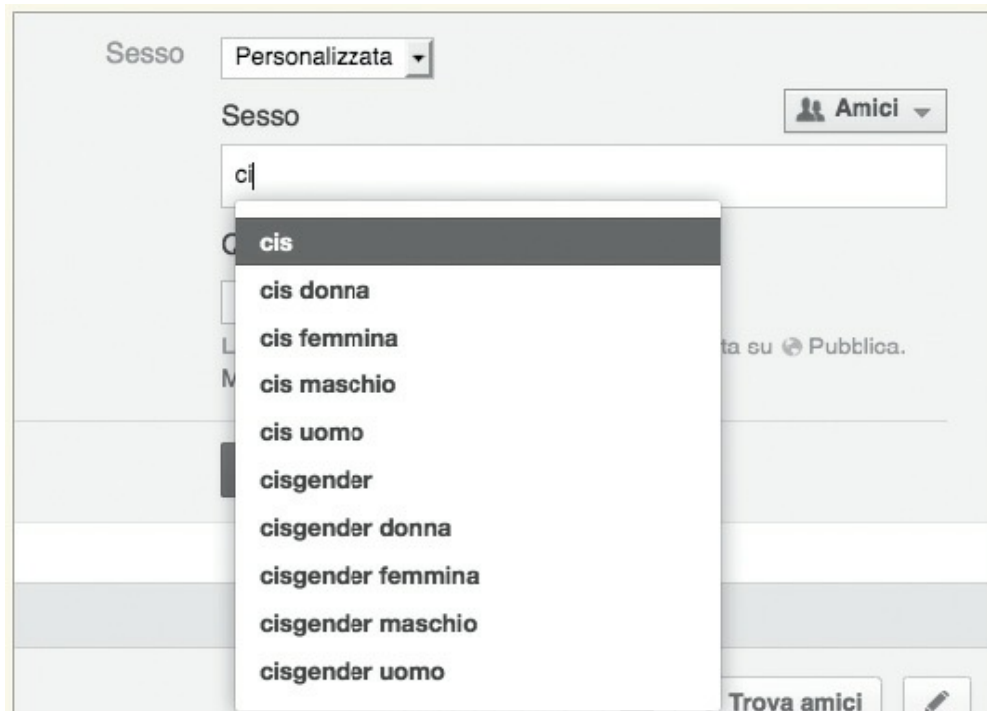 Sesso Personalizzata
Sesso Amici
ci
cis
cis donna
cis femmina
ta su Pubblica.
cis maschio
cis uomo
cisgender
cisgender donna
cisgender femmina
cisgender maschio
cisgender uomo
Trova amici